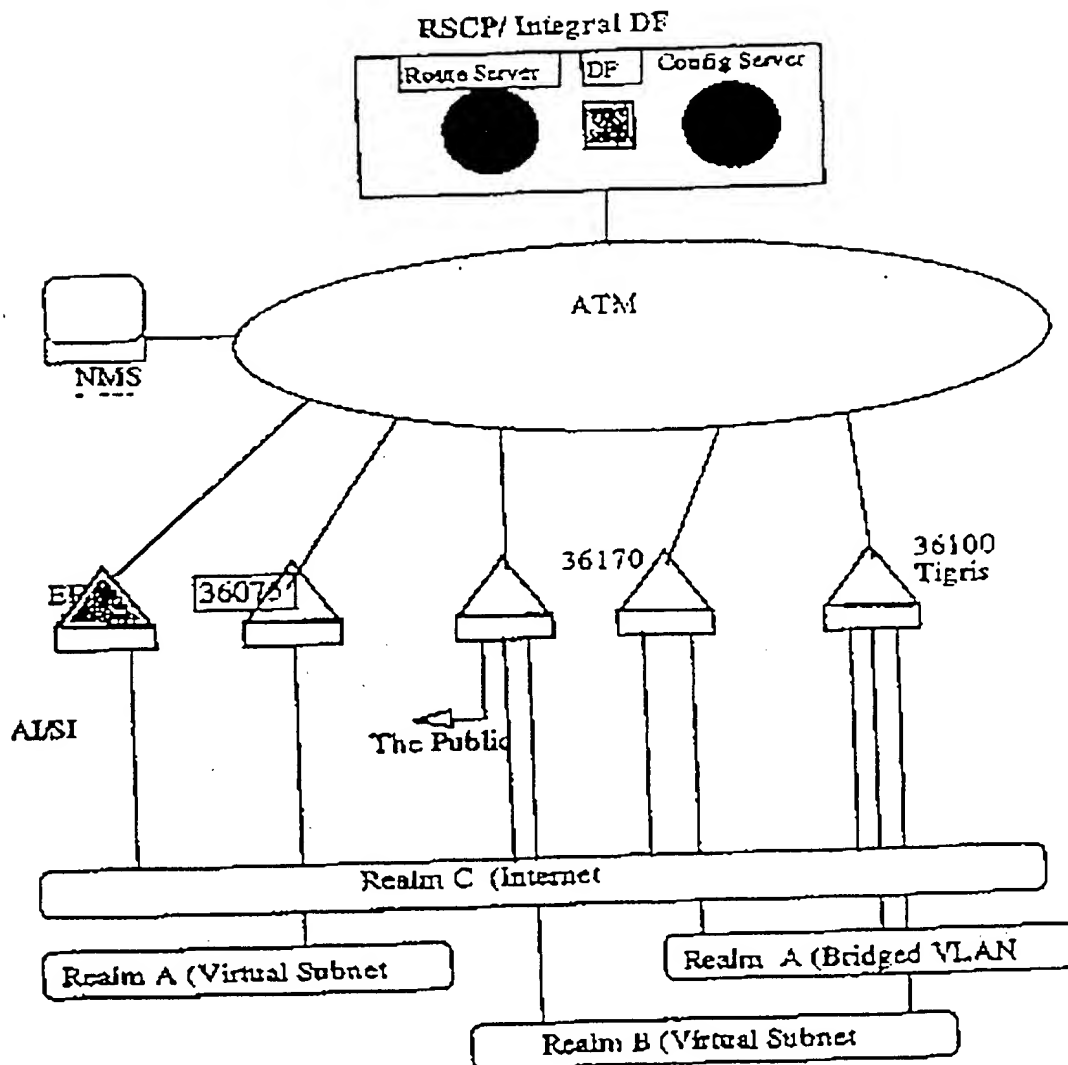 RSCP/ Integral DF
Route Server
DF
Config Server
ATM
NMS
36075
36170
36100
Tigris
AI/SI
The Public
Realm C (Internet
Realm A (Virtual Subnet
Realm A (Bridged VLAN
Realm B (Virtual Subnet